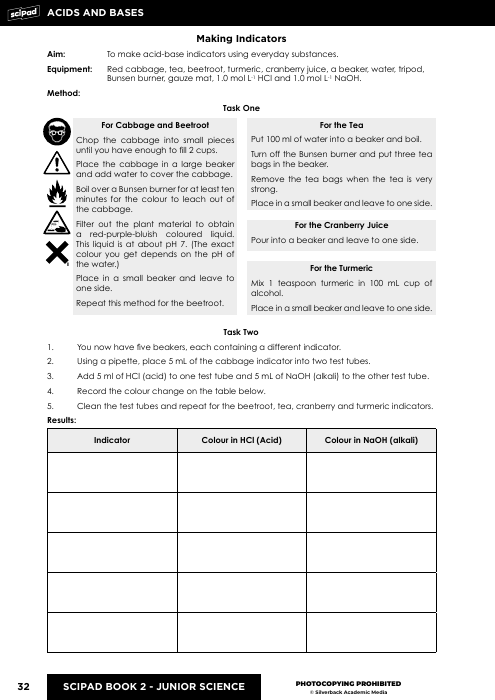 scipad ACIDS AND BASES
Making Indicators
Aim: To make acid-base indicators using everyday substances.
Equipment: Red cabbage, tea, beetroot, turmeric, cranberry juice, a beaker, water, tripod,
Bunsen burner, gauze mat, 1.0 mol L⁻¹ HCl and 1.0 mol L⁻¹ NaOH.
Method:
Task One
For Cabbage and Beetroot
Chop the cabbage into small pieces
until you have enough to fill 2 cups.
Place the cabbage in a large beaker
and add water to cover the cabbage.
Boil over a Bunsen burner for at least ten
minutes for the colour to leach out of
the cabbage.
Filter out the plant material to obtain
a red-purple-bluish coloured liquid.
This liquid is at about pH 7. (The exact
colour you get depends on the pH of
the water.)
Place in a small beaker and leave to
one side.
Repeat this method for the beetroot.
For the Tea
Put 100 ml of water into a beaker and boil.
Turn off the Bunsen burner and put three tea
bags in the beaker.
Remove the tea bags when the tea is very
strong.
Place in a small beaker and leave to one side.
For the Cranberry Juice
Pour into a beaker and leave to one side.
For the Turmeric
Mix 1 teaspoon turmeric in 100 mL cup of
alcohol.
Place in a small beaker and leave to one side.
Task Two
1. You now have five beakers, each containing a different indicator.
2. Using a pipette, place 5 mL of the cabbage indicator into two test tubes.
3. Add 5 ml of HCl (acid) to one test tube and 5 mL of NaOH (alkali) to the other test tube.
4. Record the colour change on the table below.
5. Clean the test tubes and repeat for the beetroot, tea, cranberry and turmeric indicators.
Results:
Indicator Colour in HCl (Acid) Colour in NaOH (alkali)
32 SCIPAD BOOK 2 - JUNIOR SCIENCE PHOTOCOPYING PROHIBITED
© Silverback Academic Media